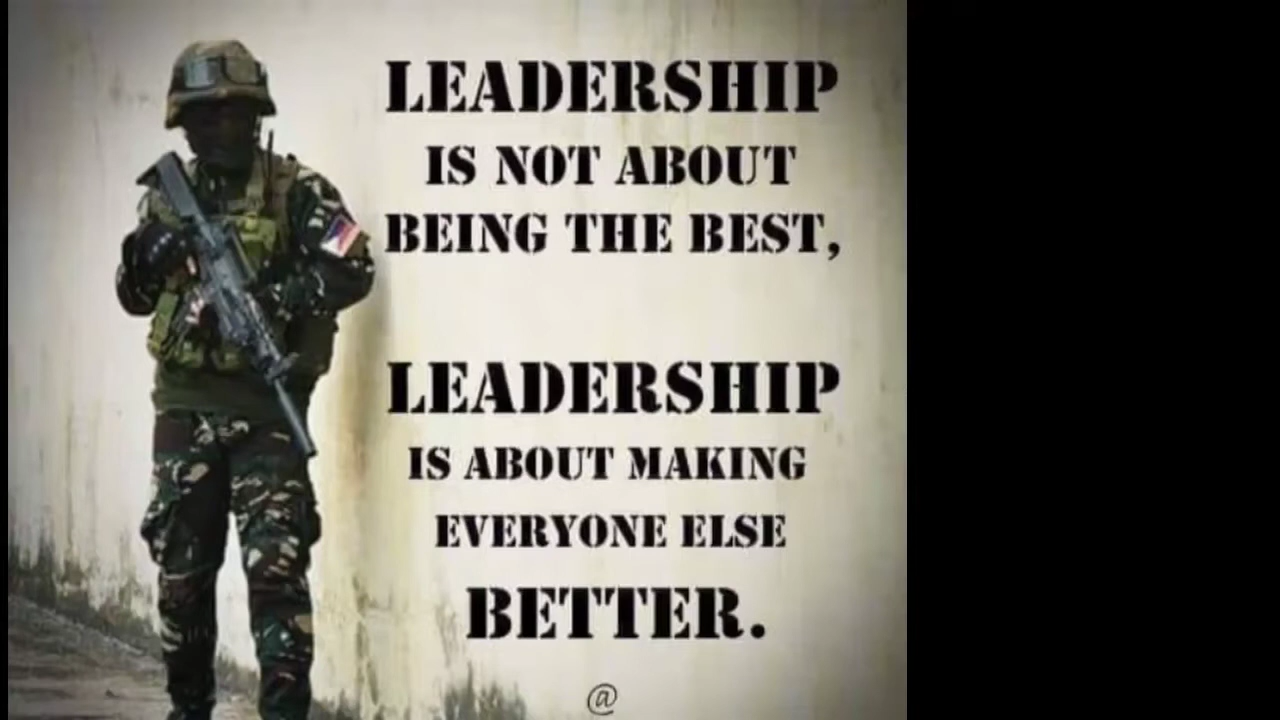 LEADERSHIP
IS NOT ABOUT
BEING THE BEST,
LEADERSHIP
IS ABOUT MAKING
EVERYONE ELSE
BETTER.
@